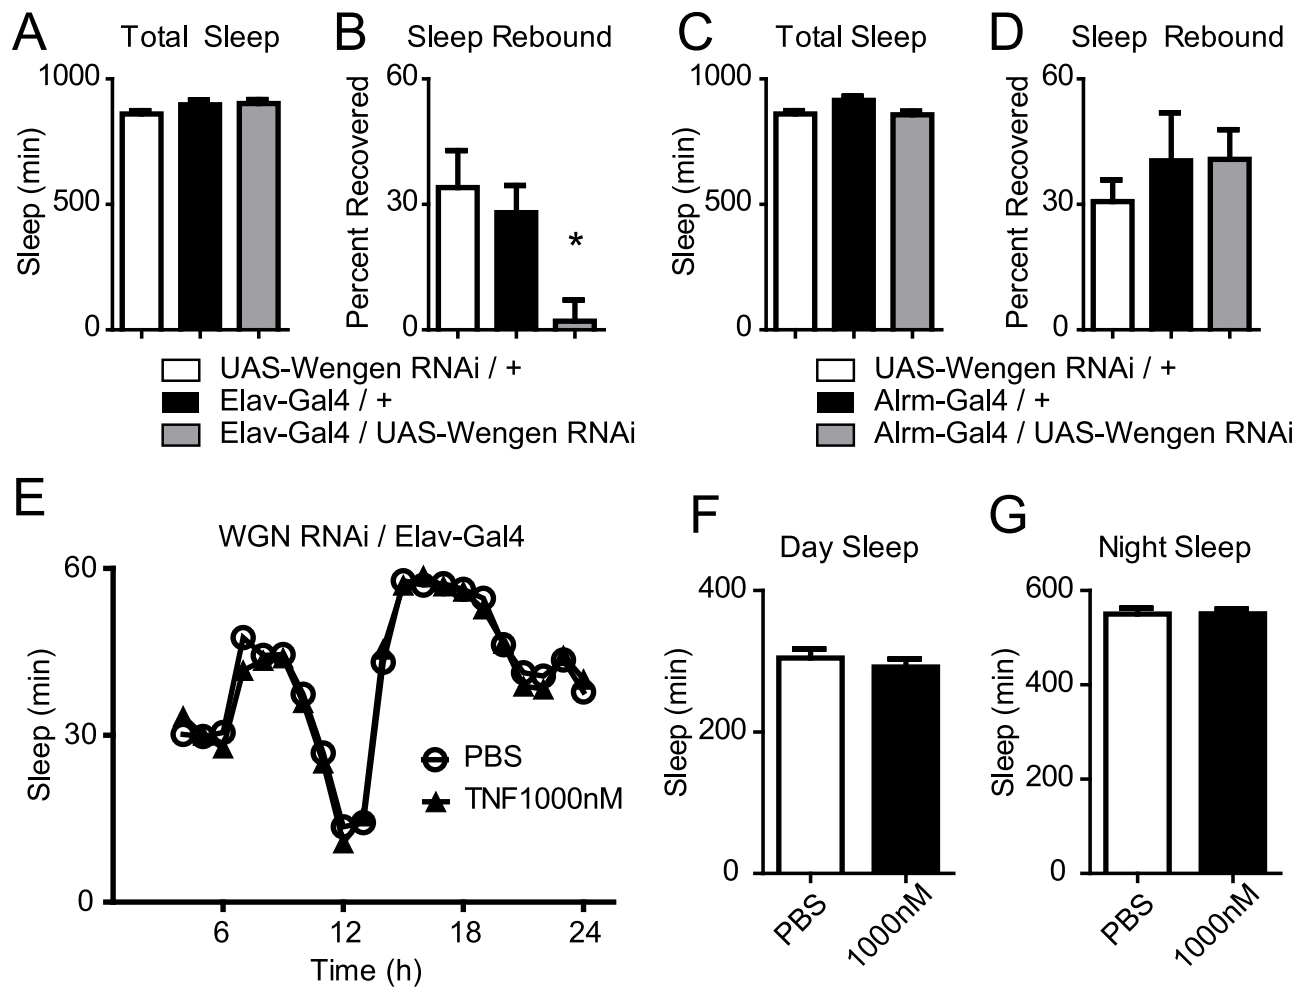 A
Total Sleep
Sleep (min)
1000
500
0
B
Sleep Rebound
Percent Recovered
60
30
0
*
UAS-Wengen RNAi / +
Elav-Gal4 / +
Elav-Gal4 / UAS-Wengen RNAi
C
Total Sleep
Sleep (min)
1000
500
0
D
Sleep Rebound
Percent Recovered
60
30
0
UAS-Wengen RNAi / +
Alrm-Gal4 / +
Alrm-Gal4 / UAS-Wengen RNAi
E
WGN RNAi / Elav-Gal4
Sleep (min)
60
30
0
PBS
TNF1000nM
6 12 18 24
Time (h)
F
Day Sleep
Sleep (min)
400
200
0
PBS
1000nM
G
Night Sleep
Sleep (min)
600
400
200
0
PBS
1000nM